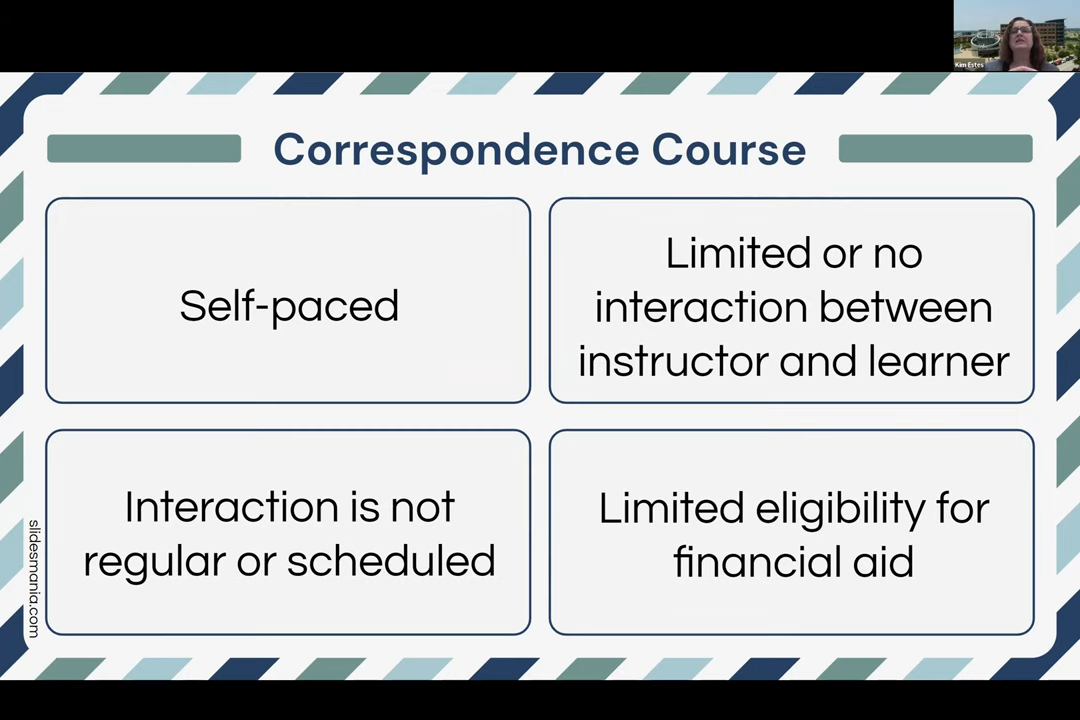 Kim Estes
Correspondence Course
Self-paced
Limited or no
interaction between
instructor and learner
Interaction is not
regular or scheduled
Limited eligibility for
financial aid
slidesmania.com